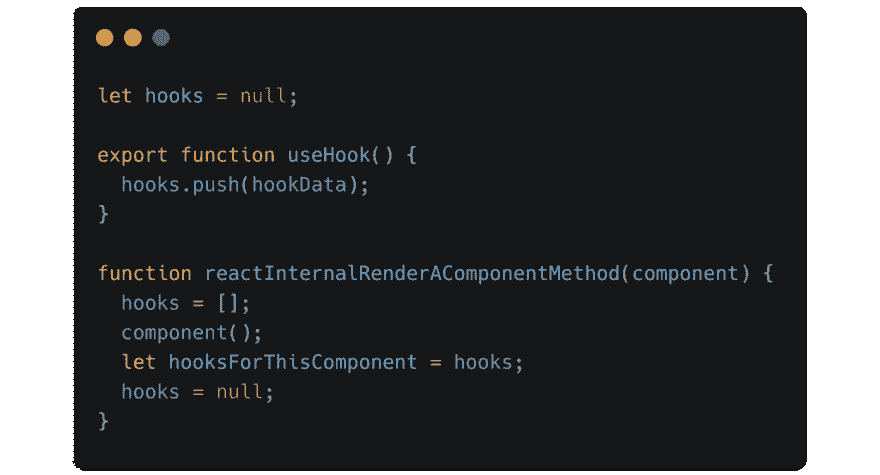 let hooks = null;
export function useHook() {
hooks.push(hookData);
}
function reactInternalRenderAComponentMethod(component) {
hooks = [];
component();
let hooksForThisComponent = hooks;
hooks = null;
}